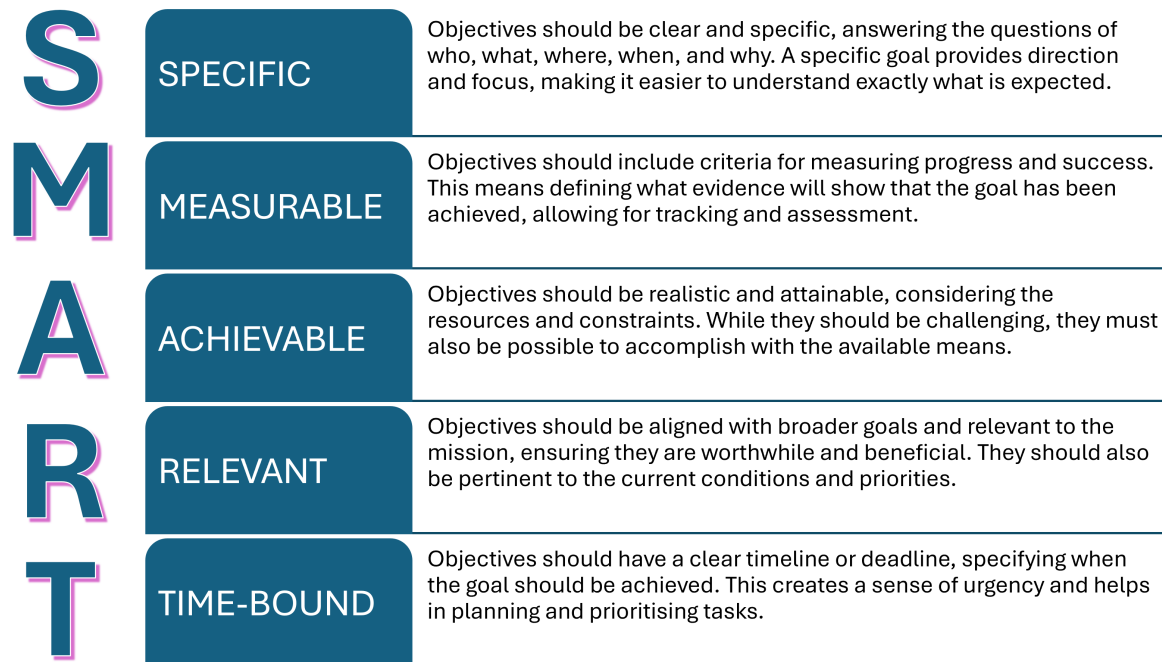 S
SPECIFIC
Objectives should be clear and specific, answering the questions of
who, what, where, when, and why. A specific goal provides direction
and focus, making it easier to understand exactly what is expected.
M
MEASURABLE
Objectives should include criteria for measuring progress and success.
This means defining what evidence will show that the goal has been
achieved, allowing for tracking and assessment.
A
ACHIEVABLE
Objectives should be realistic and attainable, considering the
resources and constraints. While they should be challenging, they must
also be possible to accomplish with the available means.
R
RELEVANT
Objectives should be aligned with broader goals and relevant to the
mission, ensuring they are worthwhile and beneficial. They should also
be pertinent to the current conditions and priorities.
T
TIME-BOUND
Objectives should have a clear timeline or deadline, specifying when
the goal should be achieved. This creates a sense of urgency and helps
in planning and prioritising tasks.